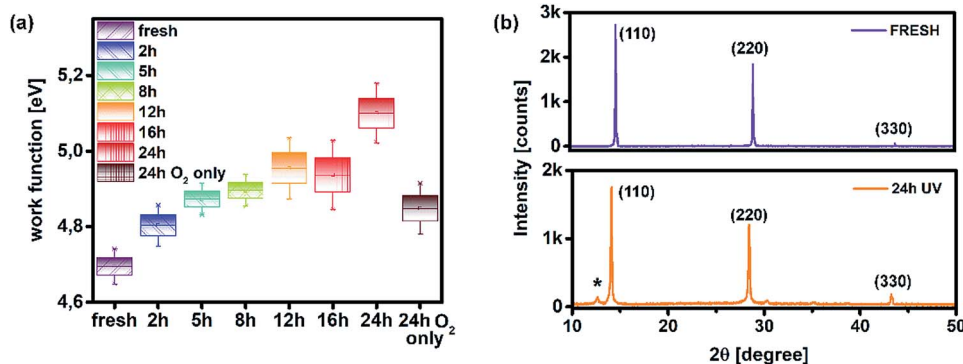 (a)
fresh
2h
5h
8h
12h
16h
24h
24h O2 only
work function [eV]
5,2
5,0
4,8
4,6
fresh 2h 5h 8h 12h 16h 24h 24h O2
only
(b)
Intensity [counts]
3k
2k
1k
0
(110)
(220)
(330)
FRESH
2k
1k
0
*
(110)
(220)
(330)
24h UV
10 20 30 40 50
2θ [degree]